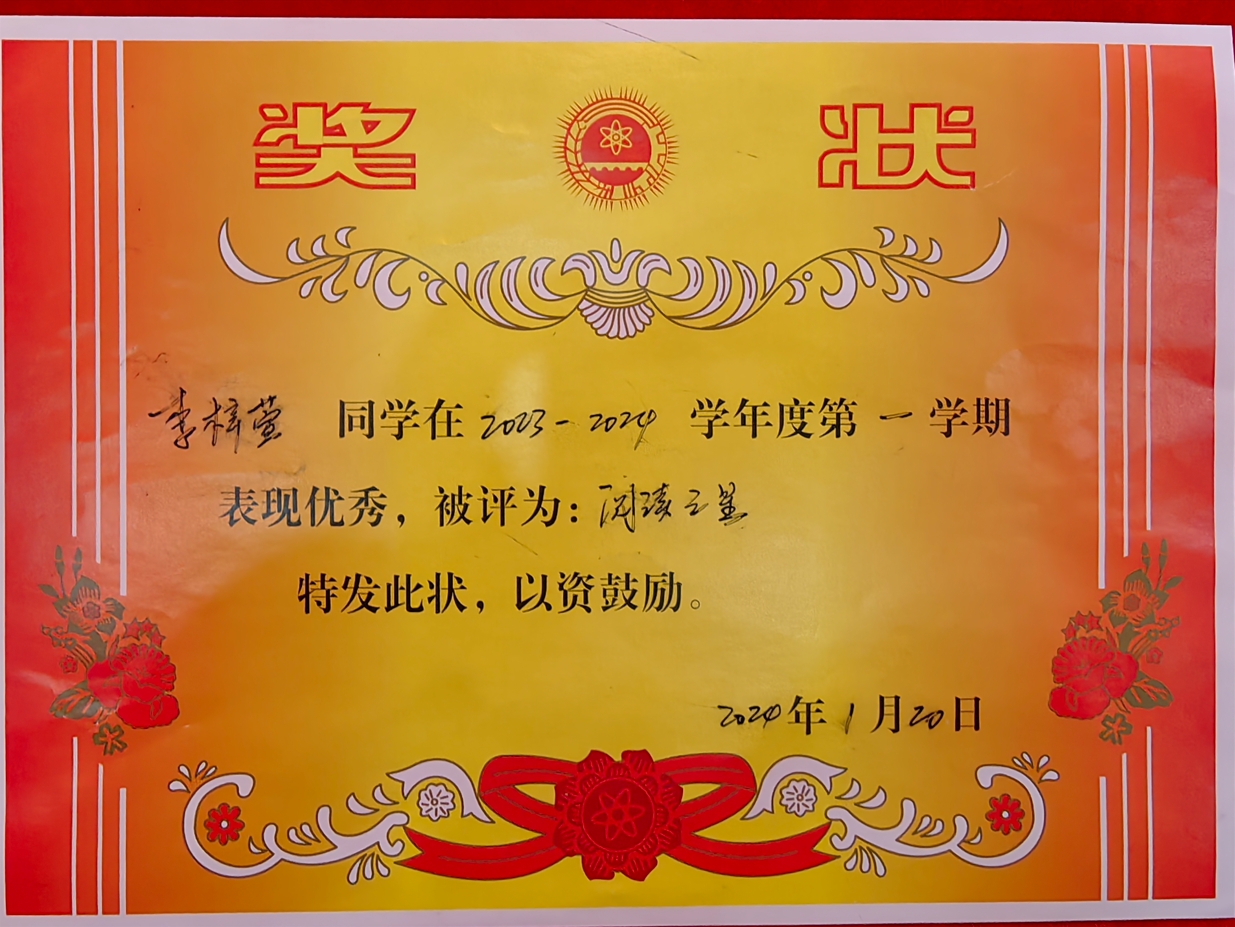 奖状
李梓萱 同学在 2023-2024 学年度第 一 学期
表现优秀，被评为：阅读之星
特发此状，以资鼓励。
2024年1月20日